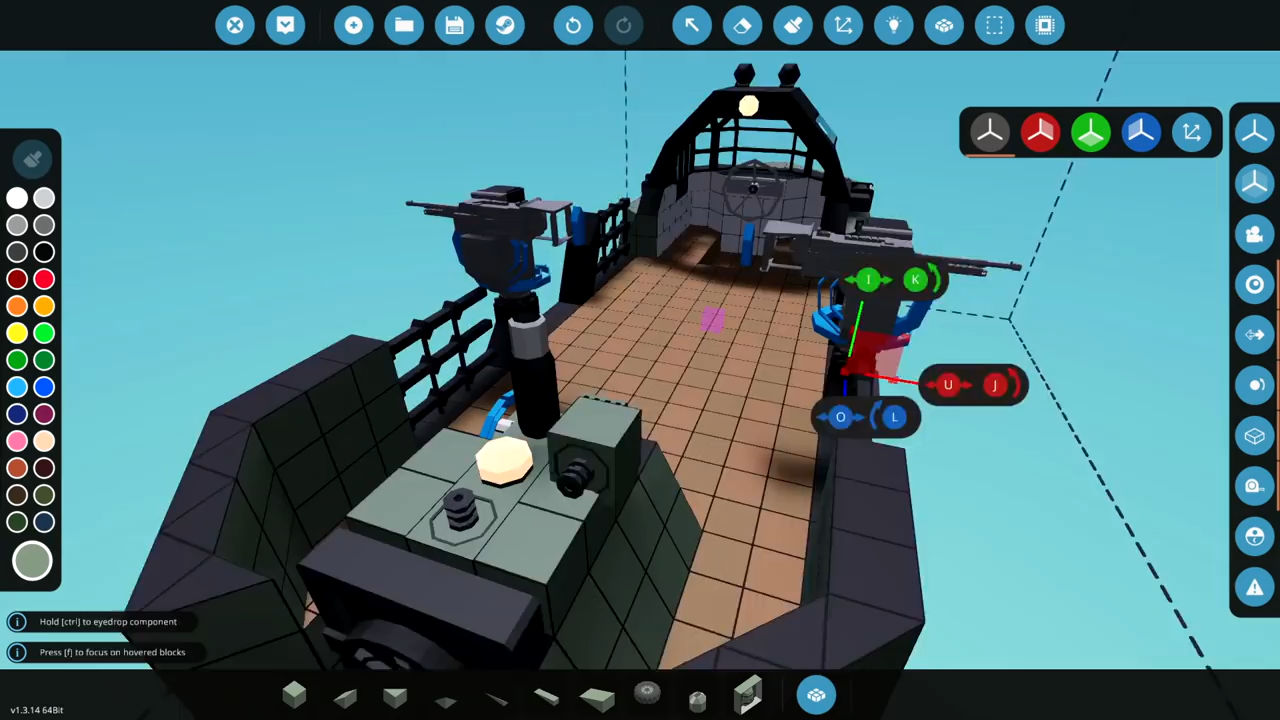 I K
U J
O L
i Hold [ctrl] to eyedrop component
i Press [f] to focus on hovered blocks
v1.3.14 64Bit